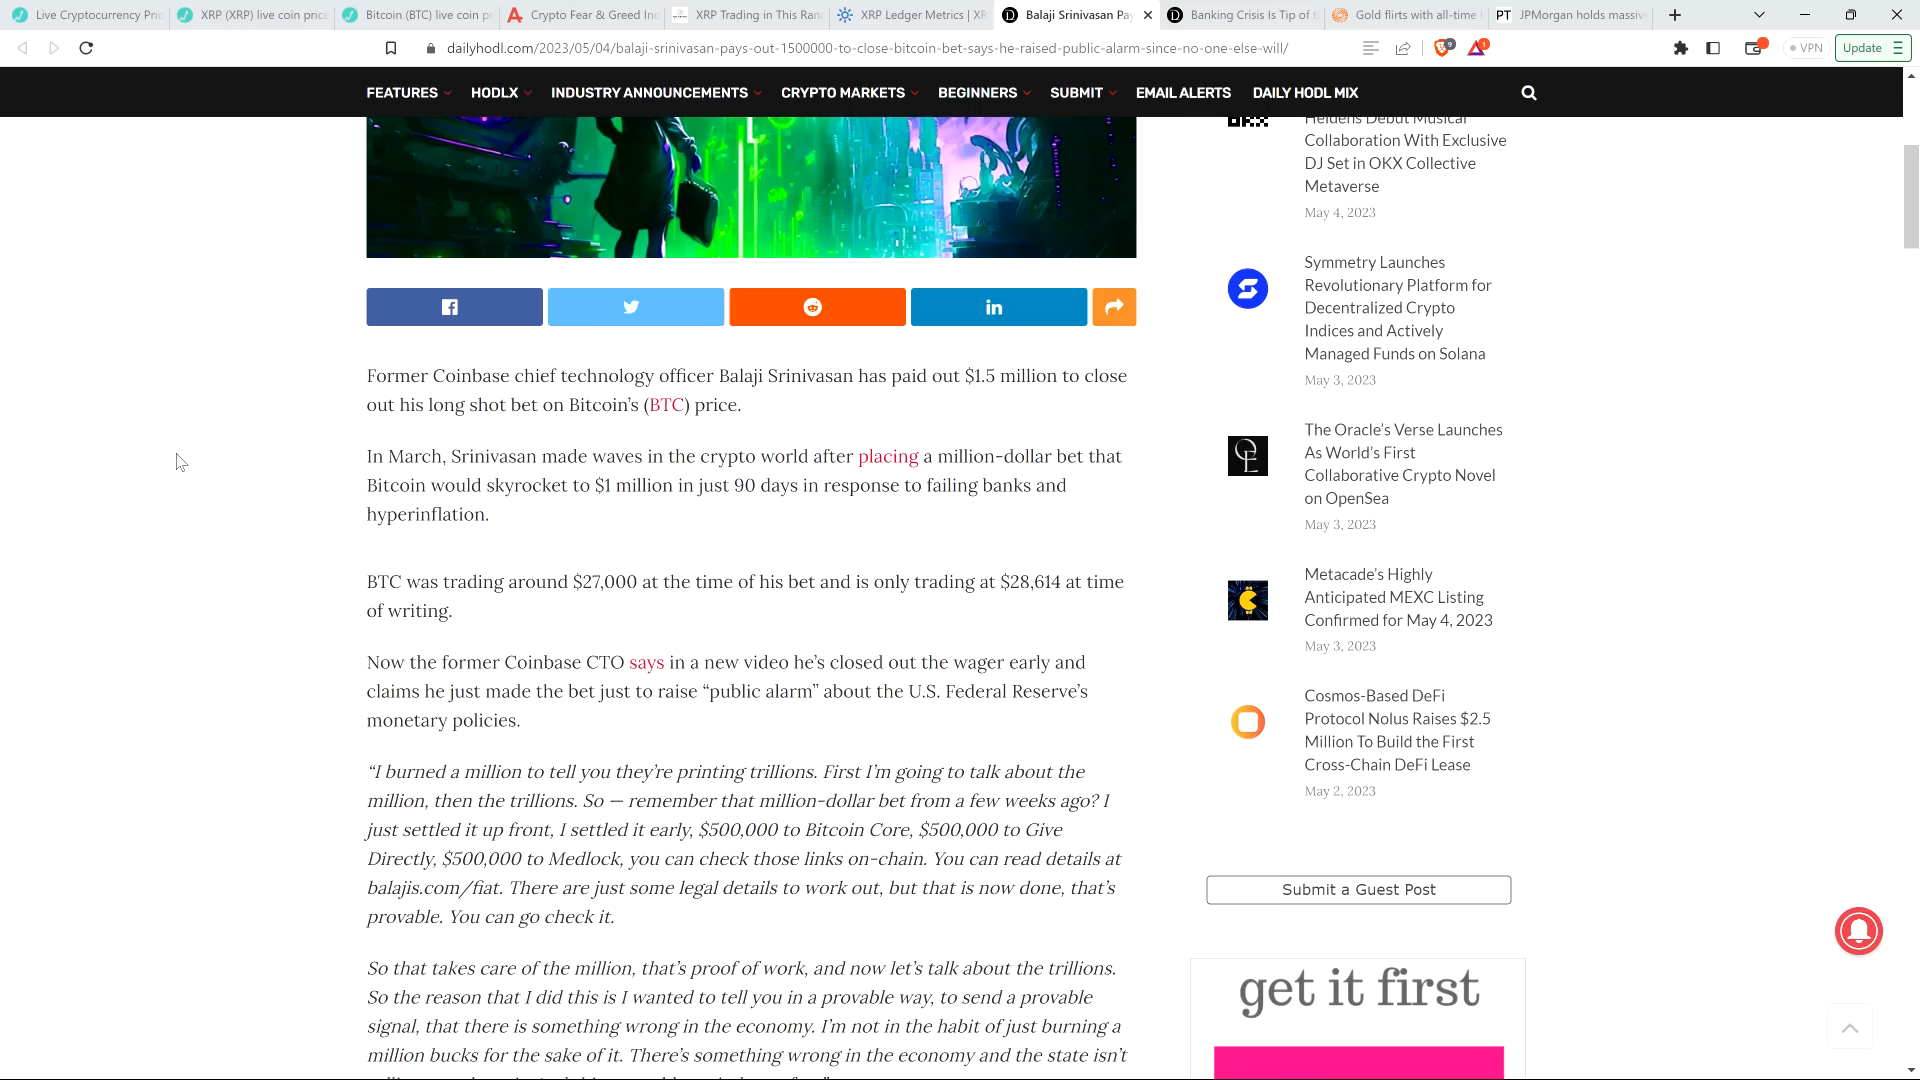 Live Cryptocurrency Pric
XRP (XRP) live coin price
Bitcoin (BTC) live coin pr
Crypto Fear & Greed Ind
XRP Trading in This Ran
XRP Ledger Metrics | XR
Balaji Srinivasan Pay
Banking Crisis Is Tip of t
Gold flirts with all-time
PT JPMorgan holds massiv
dailyhodl.com/2023/05/04/balaji-srinivasan-pays-out-1500000-to-close-bitcoin-bet-says-he-raised-public-alarm-since-no-one-else-will/
9
1
VPN
Update
FEATURES
HODLX
INDUSTRY ANNOUNCEMENTS
CRYPTO MARKETS
BEGINNERS
SUBMIT
EMAIL ALERTS
DAILY HODL MIX
Former Coinbase chief technology officer Balaji Srinivasan has paid out $1.5 million to close
out his long shot bet on Bitcoin’s (BTC) price.
In March, Srinivasan made waves in the crypto world after placing a million-dollar bet that
Bitcoin would skyrocket to $1 million in just 90 days in response to failing banks and
hyperinflation.
BTC was trading around $27,000 at the time of his bet and is only trading at $28,614 at time
of writing.
Now the former Coinbase CTO says in a new video he’s closed out the wager early and
claims he just made the bet just to raise “public alarm” about the U.S. Federal Reserve’s
monetary policies.
“I burned a million to tell you they’re printing trillions. First I’m going to talk about the
million, then the trillions. So — remember that million-dollar bet from a few weeks ago? I
just settled it up front, I settled it early, $500,000 to Bitcoin Core, $500,000 to Give
Directly, $500,000 to Medlock, you can check those links on-chain. You can read details at
balajis.com/fiat. There are just some legal details to work out, but that is now done, that’s
provable. You can go check it.
So that takes care of the million, that’s proof of work, and now let’s talk about the trillions.
So the reason that I did this is I wanted to tell you in a provable way, to send a provable
signal, that there is something wrong in the economy. I’m not in the habit of just burning a
million bucks for the sake of it. There’s something wrong in the economy and the state isn’t
Heldens Debut Musical
Collaboration With Exclusive
DJ Set in OKX Collective
Metaverse
May 4, 2023
Symmetry Launches
Revolutionary Platform for
Decentralized Crypto
Indices and Actively
Managed Funds on Solana
May 3, 2023
The Oracle’s Verse Launches
As World’s First
Collaborative Crypto Novel
on OpenSea
May 3, 2023
Metacade’s Highly
Anticipated MEXC Listing
Confirmed for May 4, 2023
May 3, 2023
Cosmos-Based DeFi
Protocol Nolus Raises $2.5
Million To Build the First
Cross-Chain DeFi Lease
May 2, 2023
Submit a Guest Post
get it first